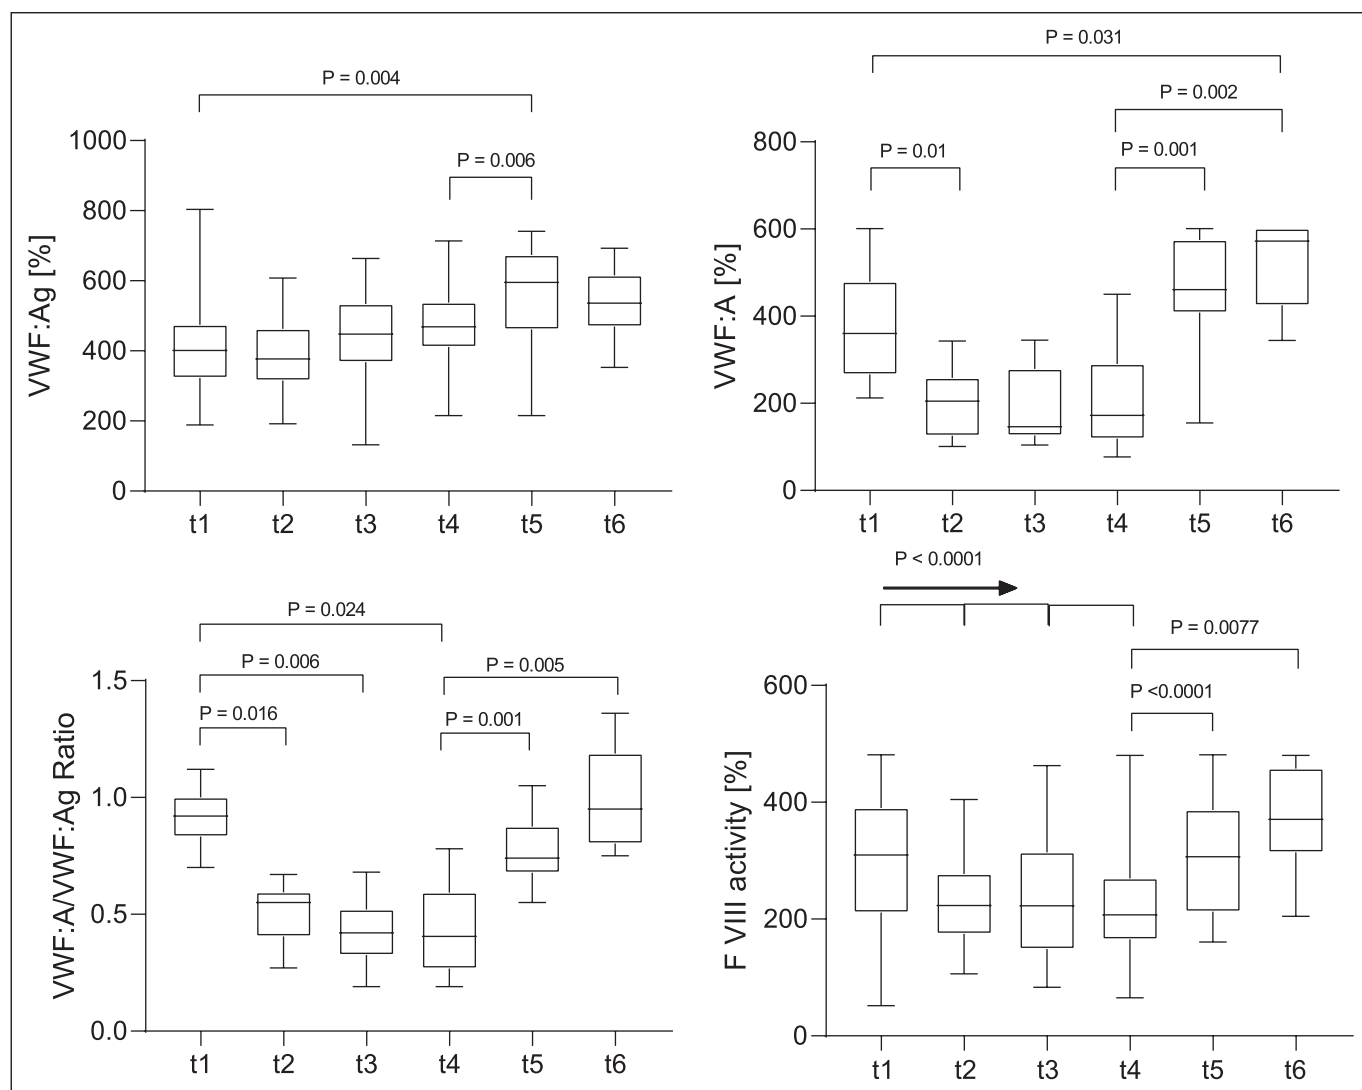 P = 0.004
P = 0.006
VWF:Ag [%]
1000
800
600
400
200
0
t1 t2 t3 t4 t5 t6
P = 0.031
P = 0.002
P = 0.01
P = 0.001
VWF:A [%]
800
600
400
200
0
t1 t2 t3 t4 t5 t6
P = 0.024
P = 0.006
P = 0.005
P = 0.016
P = 0.001
VWF:A/VWF:Ag Ratio
1.5
1.0
0.5
0.0
t1 t2 t3 t4 t5 t6
P < 0.0001
P = 0.0077
P <0.0001
F VIII activity [%]
600
400
200
0
t1 t2 t3 t4 t5 t6